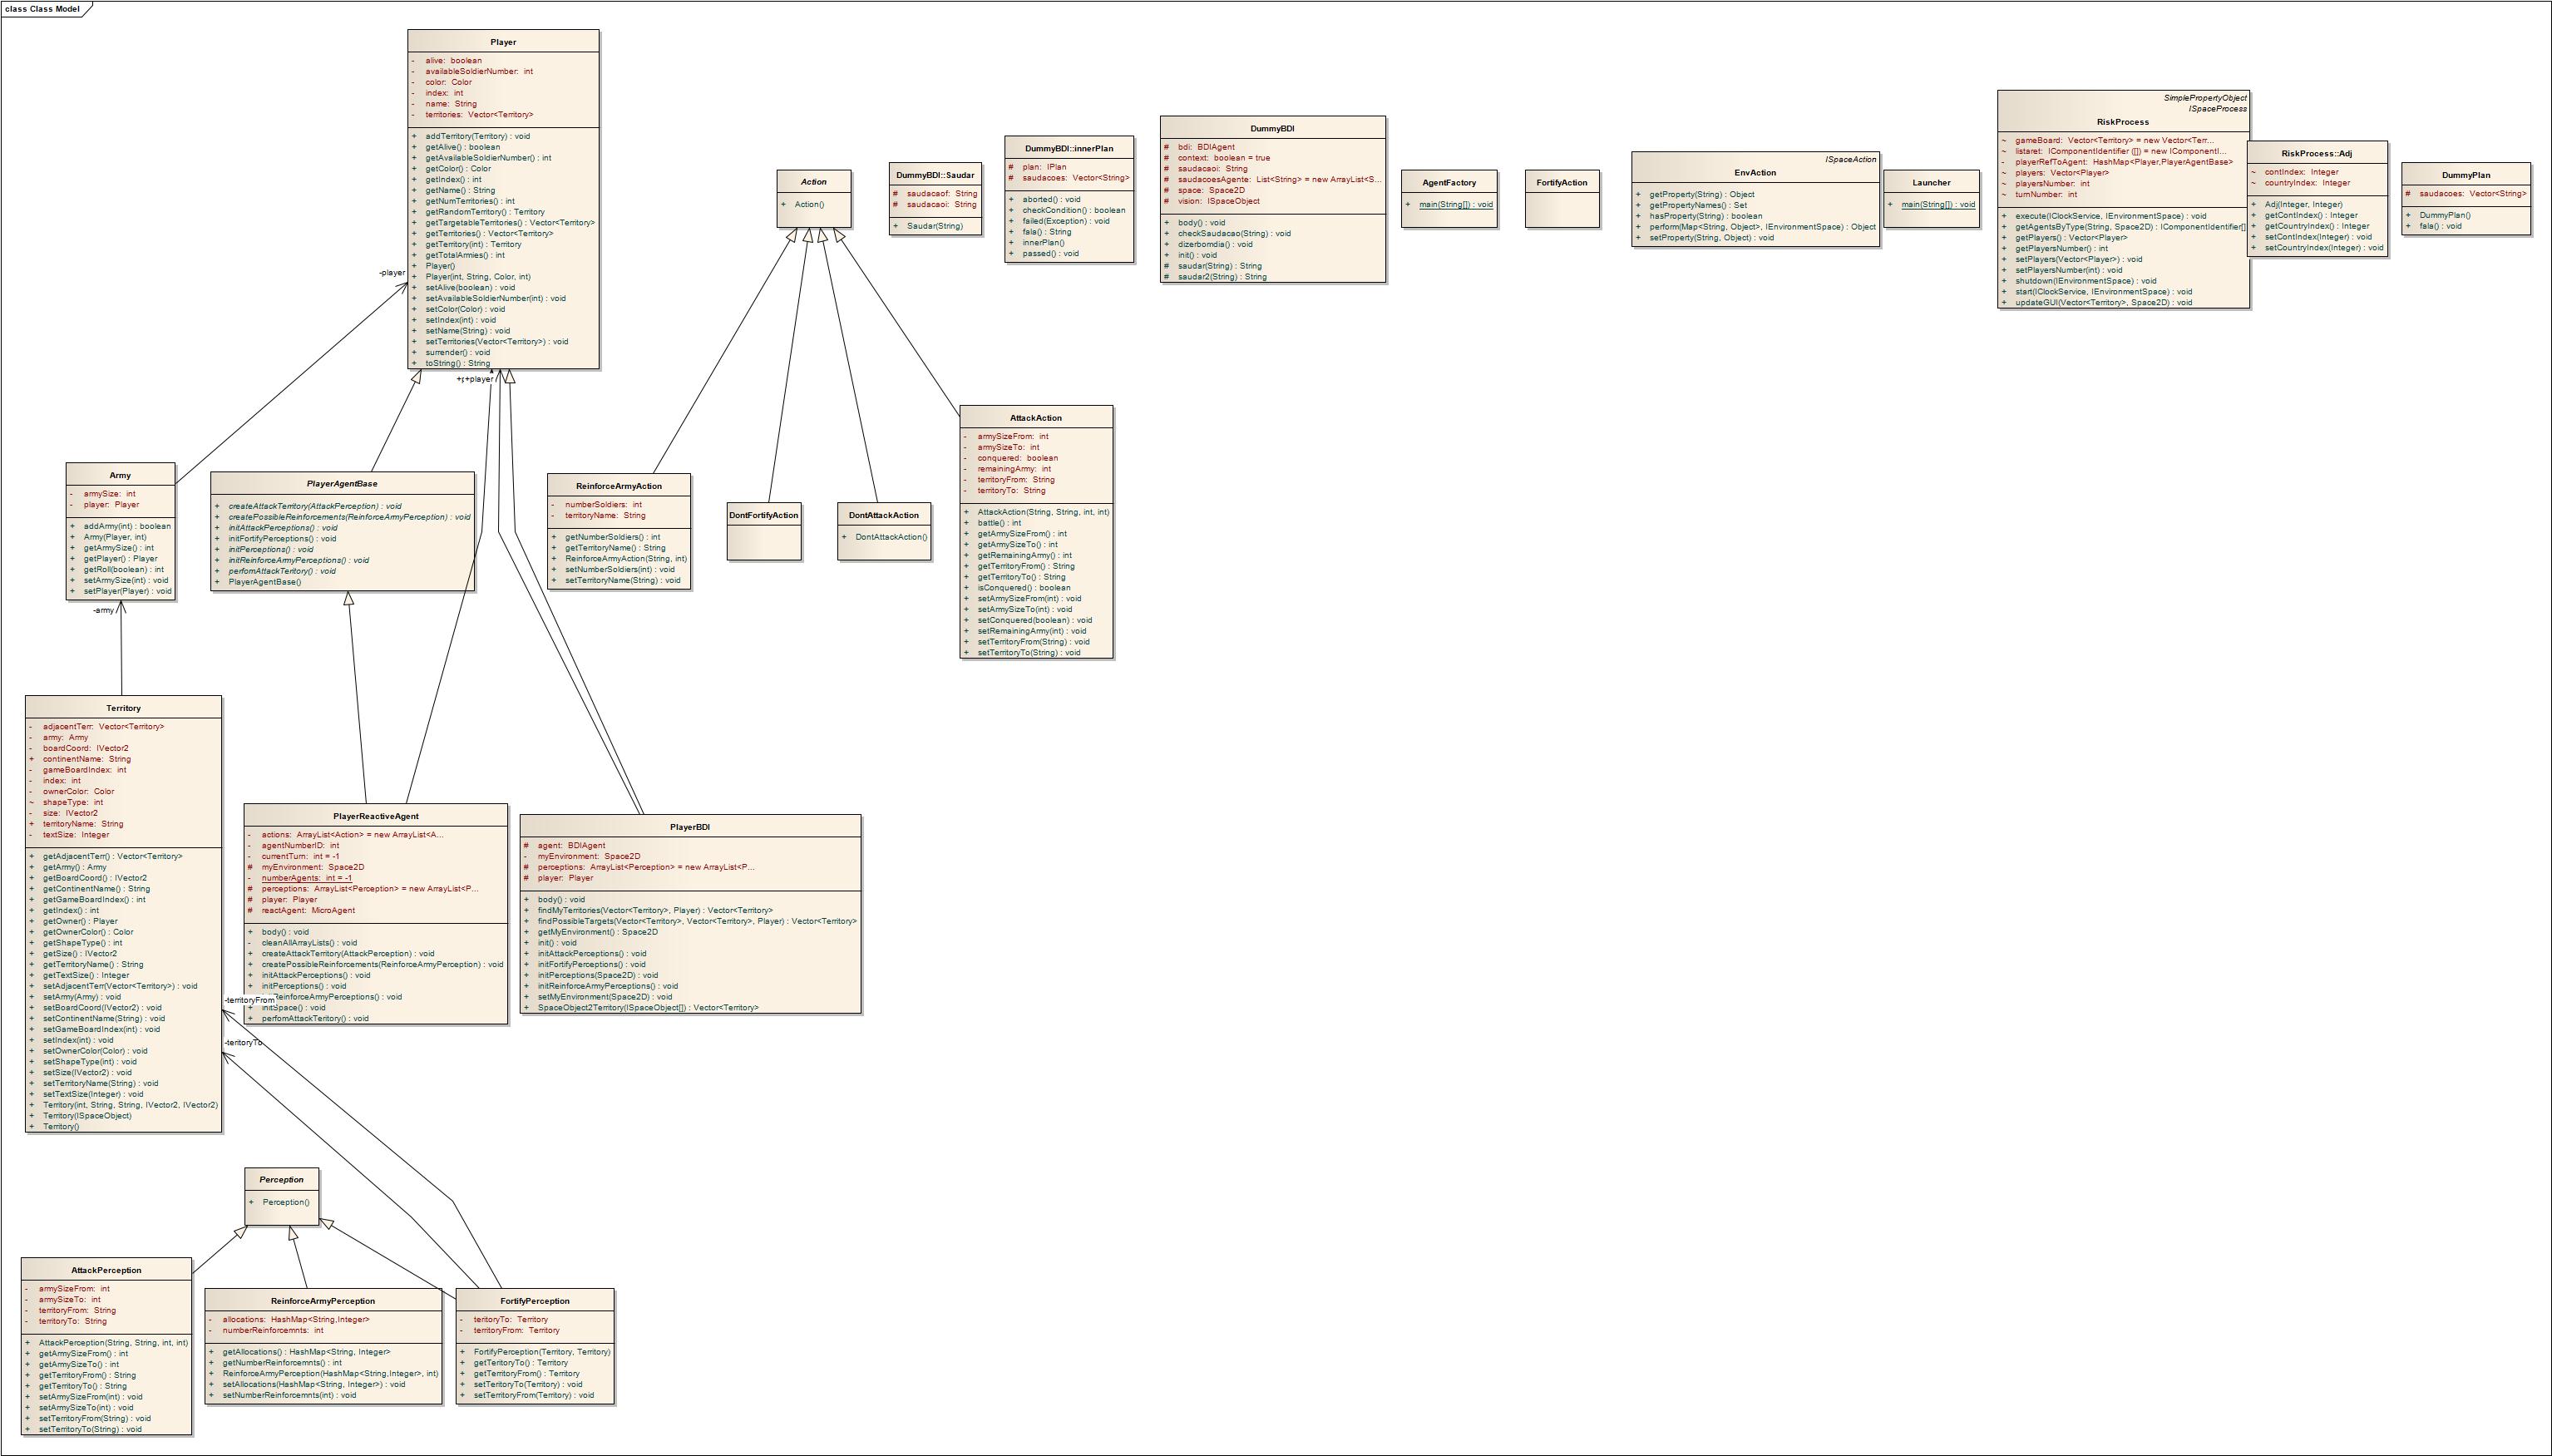 class Class Model
Player
- alive: boolean
- availableSoldierNumber: int
- color: Color
- index: int
- name: String
- territories: Vector<Territory>
+ addTerritory(Territory) : void
+ getAlive() : boolean
+ getAvailableSoldierNumber() : int
+ getColor() : Color
+ getIndex() : int
+ getName() : String
+ getNumTerritories() : int
+ getRandomTerritory() : Territory
+ getTargetableTerritories() : Vector<Territory>
+ getTerritories() : Vector<Territory>
+ getTerritory(int) : Territory
+ getTotalArmies() : int
+ Player()
+ Player(int, String, Color, int)
+ setAlive(boolean) : void
+ setAvailableSoldierNumber(int) : void
+ setColor(Color) : void
+ setIndex(int) : void
+ setName(String) : void
+ setTerritories(Vector<Territory>) : void
+ surrender() : void
+ toString() : String
-player
+player
Action
+ Action()
DummyBDI::Saudar
# saudacaof: String
# saudacaoi: String
+ Saudar(String)
DummyBDI::innerPlan
# plan: IPlan
# saudacoes: Vector<String>
+ aborted() : void
+ checkCondition() : boolean
+ failed(Exception) : void
+ fala() : String
+ innerPlan()
+ passed() : void
DummyBDI
# bdi: BDIAgent
# context: boolean = true
# saudacaoi: String
# saudacoesAgente: List<String> = new ArrayList<S...
# space: Space2D
# vision: ISpaceObject
+ body() : void
+ checkSaudacao(String) : void
+ dizerbomdia() : void
+ init() : void
# saudar(String) : String
# saudar2(String) : String
AgentFactory
+ main(String[]) : void
FortifyAction
ISpaceAction
EnvAction
+ getProperty(String) : Object
+ getPropertyNames() : Set
+ hasProperty(String) : boolean
+ perform(Map<String, Object>, IEnvironmentSpace) : Object
+ setProperty(String, Object) : void
Launcher
+ main(String[]) : void
SimplePropertyObject
ISpaceProcess
RiskProcess
~ gameBoard: Vector<Territory> = new Vector<Terr...
~ listaret: IComponentIdentifier ([]) = new IComponentI...
- playerRefToAgent: HashMap<Player,PlayerAgentBase>
~ players: Vector<Player>
~ playersNumber: int
~ turnNumber: int
+ execute(IClockService, IEnvironmentSpace) : void
+ getAgentsByType(String, Space2D) : IComponentIdentifier[]
+ getPlayers() : Vector<Player>
+ getPlayersNumber() : int
+ setPlayers(Vector<Player>) : void
+ setPlayersNumber(int) : void
+ shutdown(IEnvironmentSpace) : void
+ start(IClockService, IEnvironmentSpace) : void
+ updateGUI(Vector<Territory>, Space2D) : void
RiskProcess::Adj
~ contIndex: Integer
~ countryIndex: Integer
+ Adj(Integer, Integer)
+ getContIndex() : Integer
+ getCountryIndex() : Integer
+ setContIndex(Integer) : void
+ setCountryIndex(Integer) : void
DummyPlan
# saudacoes: Vector<String>
+ DummyPlan()
+ fala() : void
Army
- armySize: int
- player: Player
+ addArmy(int) : boolean
+ Army(Player, int)
+ getArmySize() : int
+ getPlayer() : Player
+ getRoll(boolean) : int
+ setArmySize(int) : void
+ setPlayer(Player) : void
-army
PlayerAgentBase
+ createAttackTerritory(AttackPerception) : void
+ createPossibleReinforcements(ReinforceArmyPerception) : void
+ initAttackPerceptions() : void
+ initFortifyPerceptions() : void
+ initPerceptions() : void
+ initReinforceArmyPerceptions() : void
+ perfomAttackTeritory() : void
+ PlayerAgentBase()
ReinforceArmyAction
- numberSoldiers: int
- territoryName: String
+ getNumberSoldiers() : int
+ getTerritoryName() : String
+ ReinforceArmyAction(String, int)
+ setNumberSoldiers(int) : void
+ setTerritoryName(String) : void
DontFortifyAction
DontAttackAction
+ DontAttackAction()
AttackAction
- armySizeFrom: int
- armySizeTo: int
- conquered: boolean
- remainingArmy: int
- territoryFrom: String
- territoryTo: String
+ AttackAction(String, String, int, int)
+ battle() : int
+ getArmySizeFrom() : int
+ getArmySizeTo() : int
+ getRemainingArmy() : int
+ getTerritoryFrom() : String
+ getTerritoryTo() : String
+ isConquered() : boolean
+ setArmySizeFrom(int) : void
+ setArmySizeTo(int) : void
+ setConquered(boolean) : void
+ setRemainingArmy(int) : void
+ setTerritoryFrom(String) : void
+ setTerritoryTo(String) : void
Territory
- adjacentTerr: Vector<Territory>
- army: Army
- boardCoord: IVector2
+ continentName: String
- gameBoardIndex: int
- index: int
- ownerColor: Color
~ shapeType: int
- size: IVector2
+ territoryName: String
- textSize: Integer
+ getAdjacentTerr() : Vector<Territory>
+ getArmy() : Army
+ getBoardCoord() : IVector2
+ getContinentName() : String
+ getGameBoardIndex() : int
+ getIndex() : int
+ getOwner() : Player
+ getOwnerColor() : Color
+ getShapeType() : int
+ getSize() : IVector2
+ getTerritoryName() : String
+ getTextSize() : Integer
+ setAdjacentTerr(Vector<Territory>) : void
+ setArmy(Army) : void
+ setBoardCoord(IVector2) : void
+ setContinentName(String) : void
+ setGameBoardIndex(int) : void
+ setIndex(int) : void
+ setOwnerColor(Color) : void
+ setShapeType(int) : void
+ setSize(IVector2) : void
+ setTerritoryName(String) : void
+ setTextSize(Integer) : void
+ Territory(int, String, String, IVector2, IVector2)
+ Territory(ISpaceObject)
+ Territory()
PlayerReactiveAgent
- actions: ArrayList<Action> = new ArrayList<A...
- agentNumberID: int
- currentTurn: int = -1
# myEnvironment: Space2D
- numberAgents: int = -1
# perceptions: ArrayList<Perception> = new ArrayList<P...
# player: Player
# reactAgent: MicroAgent
+ body() : void
- cleanAllArrayLists() : void
+ createAttackTerritory(AttackPerception) : void
+ createPossibleReinforcements(ReinforceArmyPerception) : void
+ initAttackPerceptions() : void
+ initPerceptions() : void
ReinforceArmyPerceptions() : void
+ initSpace() : void
+ perfomAttackTeritory() : void
-territoryFrom
-teritoryTo
PlayerBDI
# agent: BDIAgent
- myEnvironment: Space2D
# perceptions: ArrayList<Perception> = new ArrayList<P...
# player: Player
+ body() : void
+ findMyTerritories(Vector<Territory>, Player) : Vector<Territory>
+ findPossibleTargets(Vector<Territory>, Vector<Territory>, Player) : Vector<Territory>
+ getMyEnvironment() : Space2D
+ init() : void
+ initAttackPerceptions() : void
+ initFortifyPerceptions() : void
+ initPerceptions(Space2D) : void
+ initReinforceArmyPerceptions() : void
+ setMyEnvironment(Space2D) : void
+ SpaceObject2Territory(ISpaceObject[]) : Vector<Territory>
Perception
+ Perception()
AttackPerception
- armySizeFrom: int
- armySizeTo: int
- territoryFrom: String
- territoryTo: String
+ AttackPerception(String, String, int, int)
+ getArmySizeFrom() : int
+ getArmySizeTo() : int
+ getTerritoryFrom() : String
+ getTerritoryTo() : String
+ setArmySizeFrom(int) : void
+ setArmySizeTo(int) : void
+ setTerritoryFrom(String) : void
+ setTerritoryTo(String) : void
ReinforceArmyPerception
- allocations: HashMap<String,Integer>
- numberReinforcemnts: int
+ getAllocations() : HashMap<String, Integer>
+ getNumberReinforcemnts() : int
+ ReinforceArmyPerception(HashMap<String,Integer>, int)
+ setAllocations(HashMap<String, Integer>) : void
+ setNumberReinforcemnts(int) : void
FortifyPerception
- teritoryTo: Territory
- territoryFrom: Territory
+ FortifyPerception(Territory, Territory)
+ getTeritoryTo() : Territory
+ getTerritoryFrom() : Territory
+ setTeritoryTo(Territory) : void
+ setTerritoryFrom(Territory) : void